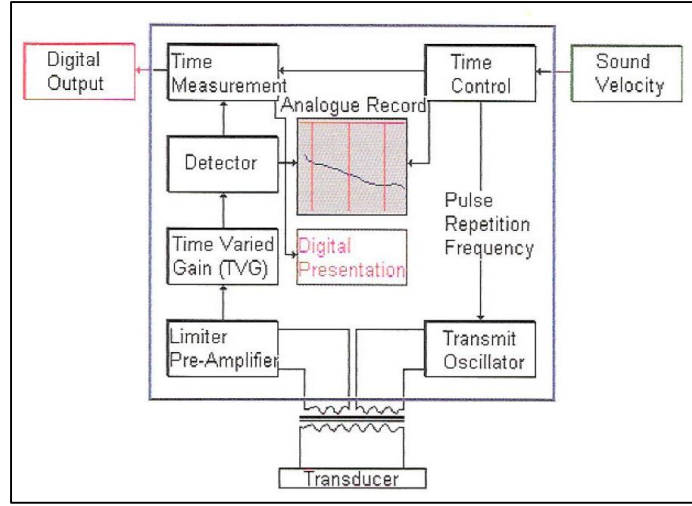 Digital
Output
Time
Measurement
Time
Control
Sound
Velocity
Analogue Record
Detector
Pulse
Repetition
Frequency
Time Varied
Gain (TVG)
Digital
Presentation
Limiter
Pre-Amplifier
Transmit
Oscillator
Transducer